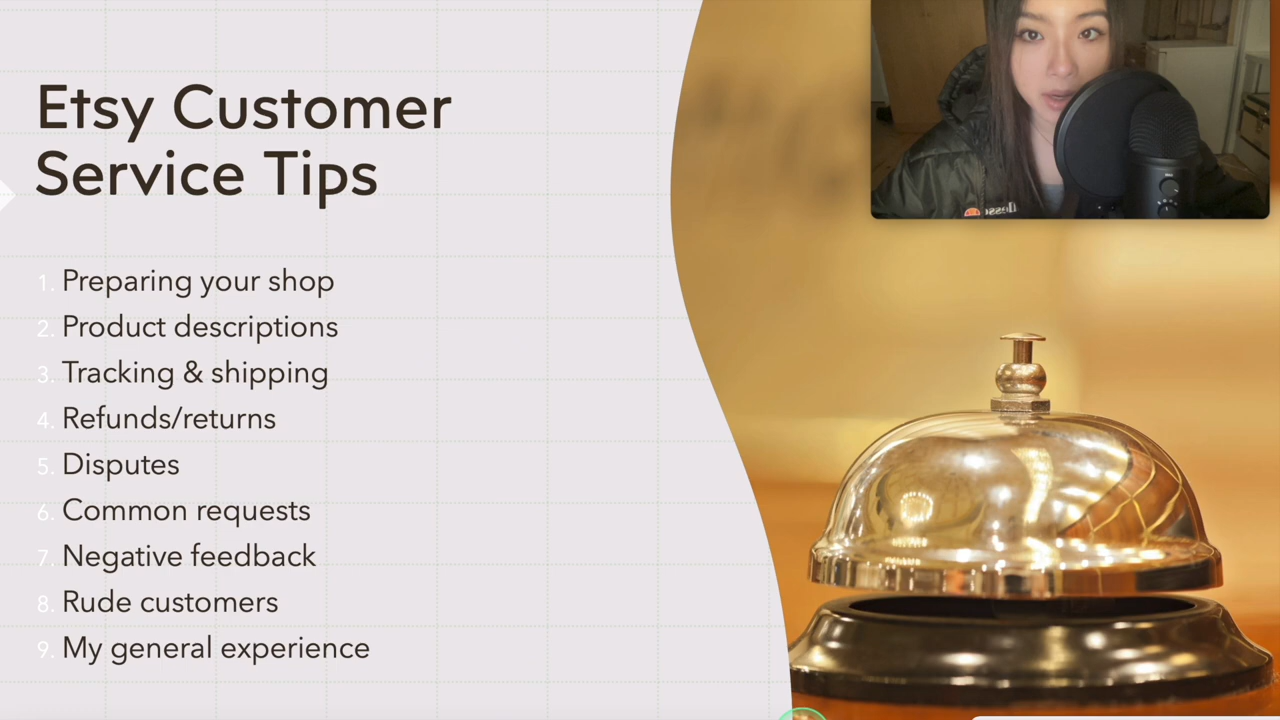 Etsy Customer
Service Tips
1. Preparing your shop
2. Product descriptions
3. Tracking & shipping
4. Refunds/returns
5. Disputes
6. Common requests
7. Negative feedback
8. Rude customers
9. My general experience